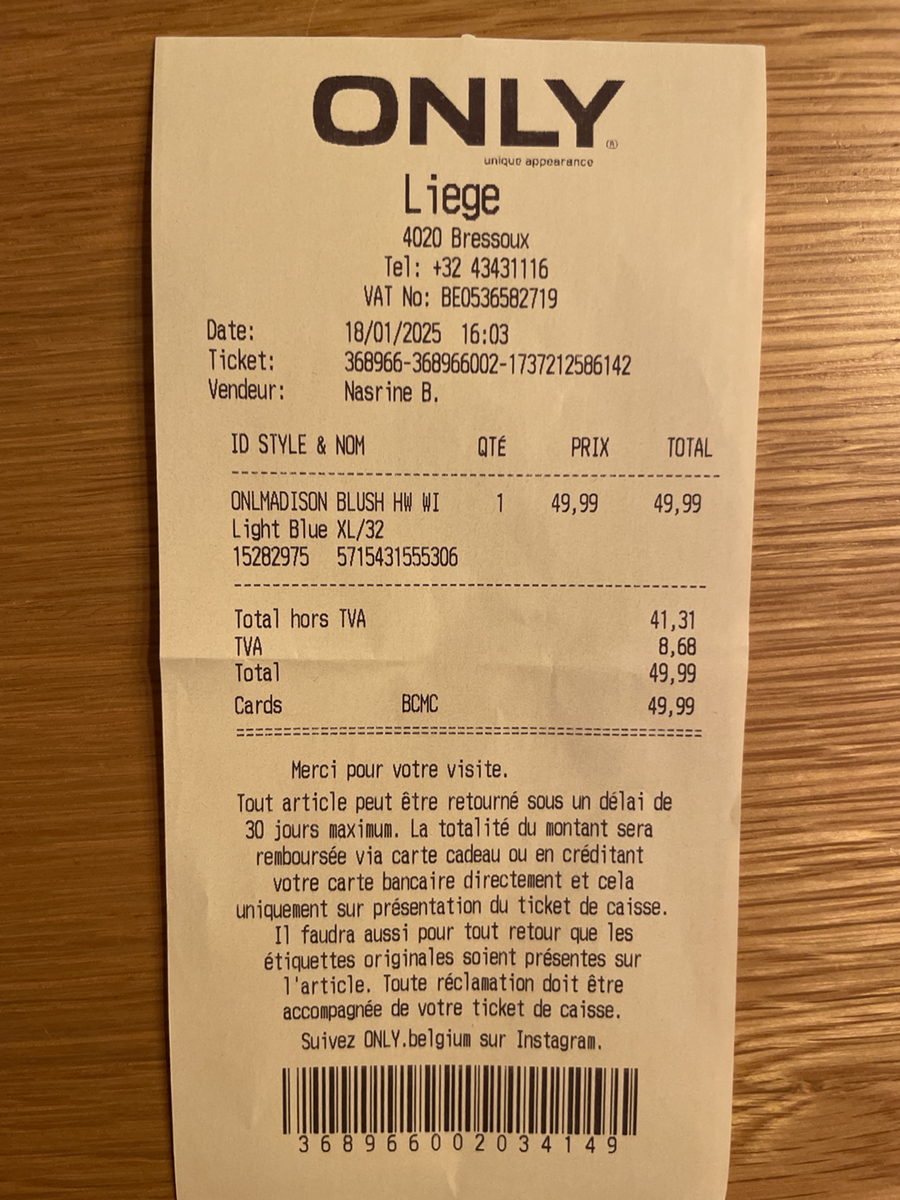 ONLY®
unique appearance
Liege
4020 Bressoux
Tel: +32 43431116
VAT No: BE0536582719
Date: 18/01/2025 16:03
Ticket: 368966-368966002-1737212586142
Vendeur: Nasrine B.
ID STYLE & NOM QTÉ PRIX TOTAL
ONLMADISON BLUSH HW WI 1 49,99 49,99
Light Blue XL/32
15282975 5715431555306
Total hors TVA 41,31
TVA 8,68
Total 49,99
Cards BCMC 49,99
Merci pour votre visite.
Tout article peut être retourné sous un délai de
30 jours maximum. La totalité du montant sera
remboursée via carte cadeau ou en créditant
votre carte bancaire directement et cela
uniquement sur présentation du ticket de caisse.
Il faudra aussi pour tout retour que les
étiquettes originales soient présentes sur
l'article. Toute réclamation doit être
accompagnée de votre ticket de caisse.
Suivez ONLY.belgium sur Instagram.
368966002034149